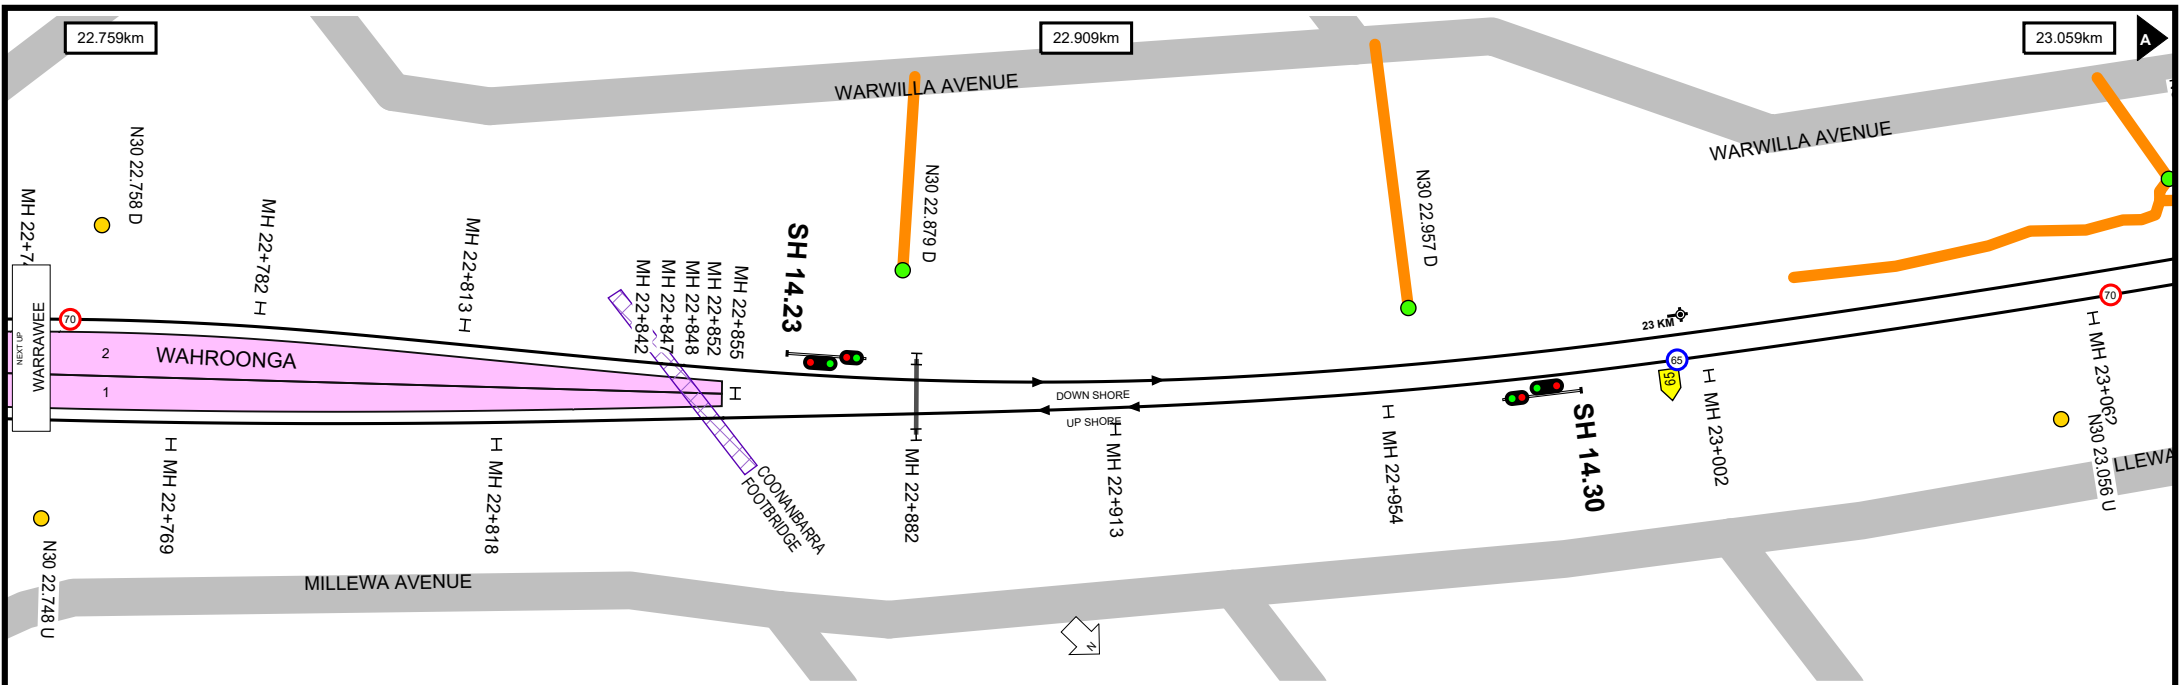 22.759km
22.909km
23.059km
A
WARWILLA AVENUE
WARWILLA AVENUE
N30 22.758 D
MH 22+782
H
MH 22+813
H
MH 22+842
MH 22+847
MH 22+848
MH 22+852
MH 22+855
H
SH 14.23
N30 22.879 D
N30 22.957 D
NEXT UP
WARRAWEE
70
2
WAHROONGA
1
23 KM
65
65
70
DOWN SHORE
UP SHORE
H
H
H MH 22+769
H MH 22+818
COONANBARRA
FOOTBRIDGE
MH 22+882
H MH 22+913
H MH 22+954
SH 14.30
H MH 23+002
H MH 23+062
N30 23.056 U
N30 22.748 U
MILLEWA AVENUE
N